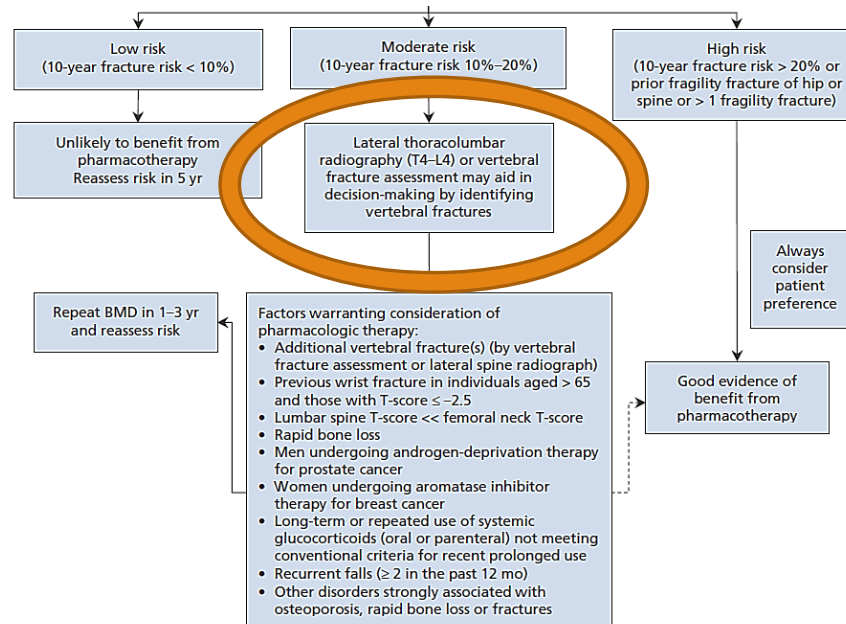 Low risk
(10-year fracture risk < 10%)
Moderate risk
(10-year fracture risk 10%–20%)
High risk
(10-year fracture risk > 20% or
prior fragility fracture of hip or
spine or > 1 fragility fracture)
Unlikely to benefit from
pharmacotherapy
Reassess risk in 5 yr
Lateral thoracolumbar
radiography (T4–L4) or vertebral
fracture assessment may aid in
decision-making by identifying
vertebral fractures
Always
consider
patient
preference
Repeat BMD in 1–3 yr
and reassess risk
Factors warranting consideration of
pharmacologic therapy:
• Additional vertebral fracture(s) (by vertebral
fracture assessment or lateral spine radiograph)
• Previous wrist fracture in individuals aged > 65
and those with T-score ≤ −2.5
• Lumbar spine T-score << femoral neck T-score
• Rapid bone loss
• Men undergoing androgen-deprivation therapy
for prostate cancer
• Women undergoing aromatase inhibitor
therapy for breast cancer
• Long-term or repeated use of systemic
glucocorticoids (oral or parenteral) not meeting
conventional criteria for recent prolonged use
• Recurrent falls (≥ 2 in the past 12 mo)
• Other disorders strongly associated with
osteoporosis, rapid bone loss or fractures
Good evidence of
benefit from
pharmacotherapy